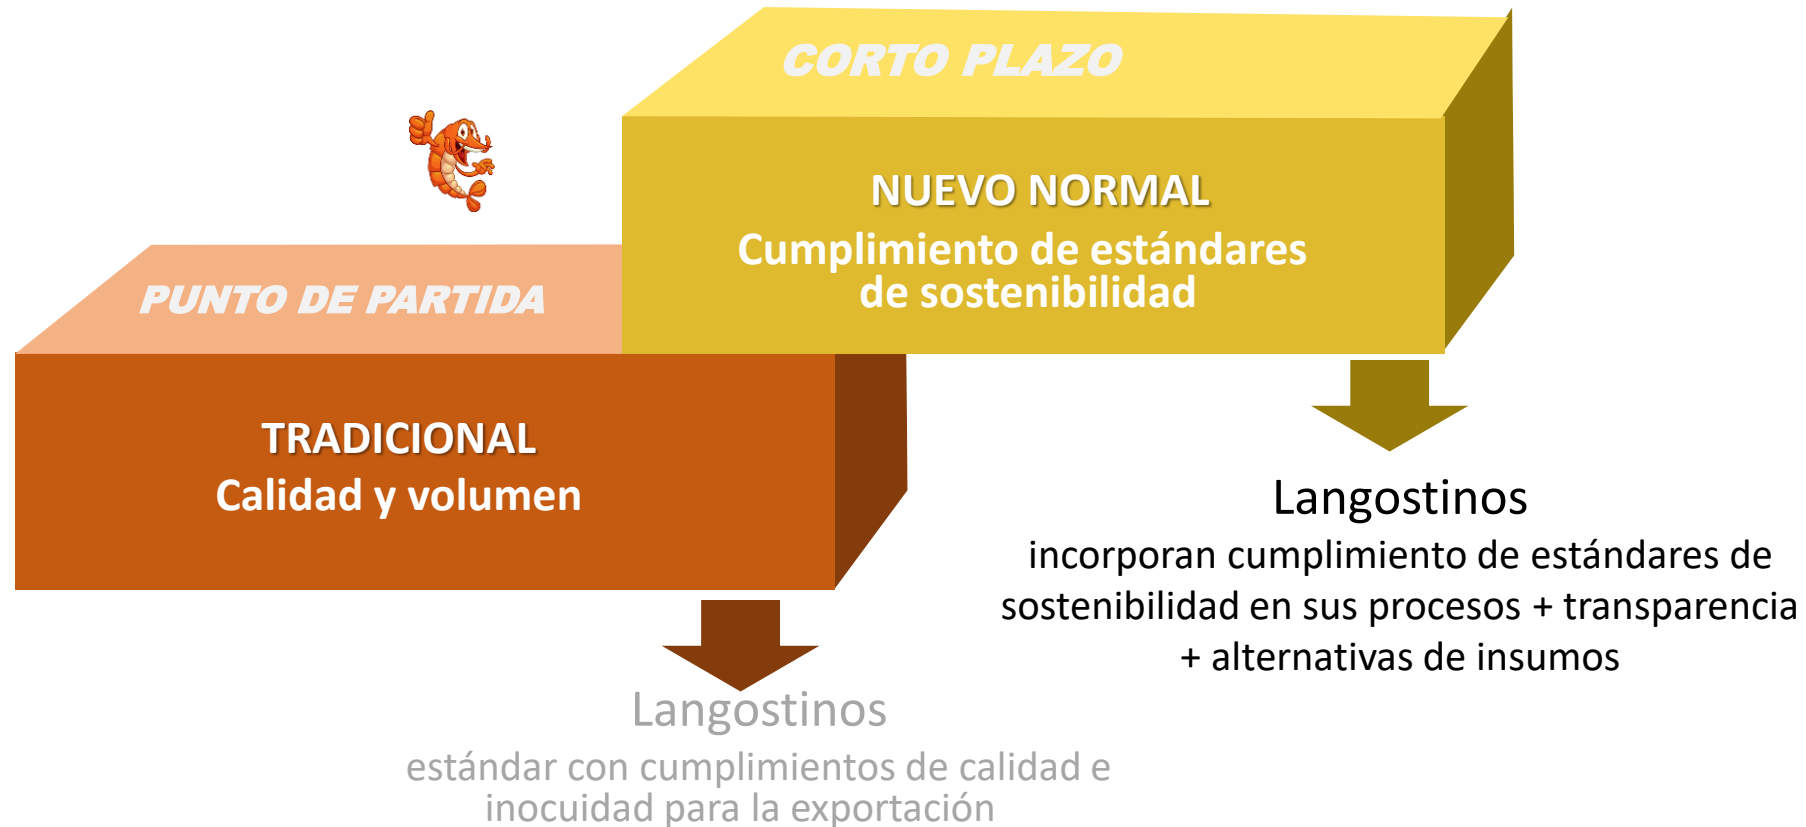 CORTO PLAZO
NUEVO NORMAL
Cumplimiento de estándares
de sostenibilidad
PUNTO DE PARTIDA
TRADICIONAL
Calidad y volumen
Langostinos
incorporan cumplimiento de estándares de
sostenibilidad en sus procesos + transparencia
+ alternativas de insumos
Langostinos
estándar con cumplimientos de calidad e
inocuidad para la exportación